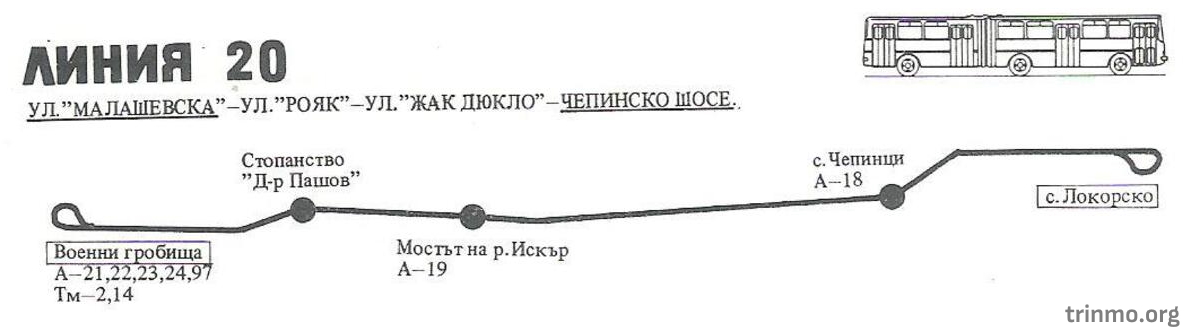 ЛИНИЯ 20
УЛ."МАЛАШЕВСКА"–УЛ."РОЯК"–УЛ."ЖАК ДЮКЛО"–ЧЕПИНСКО ШОСЕ.
Стопанство
"Д-р Пашов"
с. Чепинци
А–18
с. Локорско
Военни гробища
А–21,22,23,24,97
Тм–2,14
Мостът на р. Искър
А–19
trinmo.org